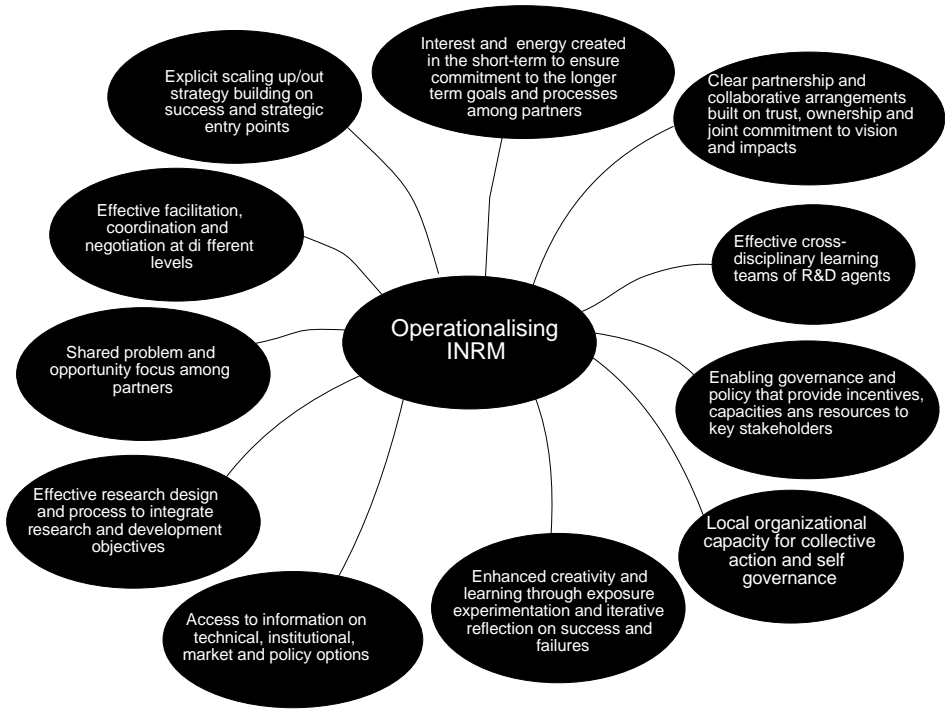 Interest and energy created
in the short-term to ensure
commitment to the longer
term goals and processes
among partners
Clear partnership and
collaborative arrangements
built on trust, ownership and
joint commitment to vision
and impacts
Effective cross-
disciplinary learning
teams of R&D agents
Enabling governance and
policy that provide incentives,
capacities ans resources to
key stakeholders
Local organizational
capacity for collective
action and self
governance
Enhanced creativity and
learning through exposure
experimentation and iterative
reflection on success and
failures
Access to information on
technical, institutional,
market and policy options
Effective research design
and process to integrate
research and development
objectives
Shared problem and
opportunity focus among
partners
Effective facilitation,
coordination and
negotiation at di fferent
levels
Explicit scaling up/out
strategy building on
success and strategic
entry points
Operationalising
INRM